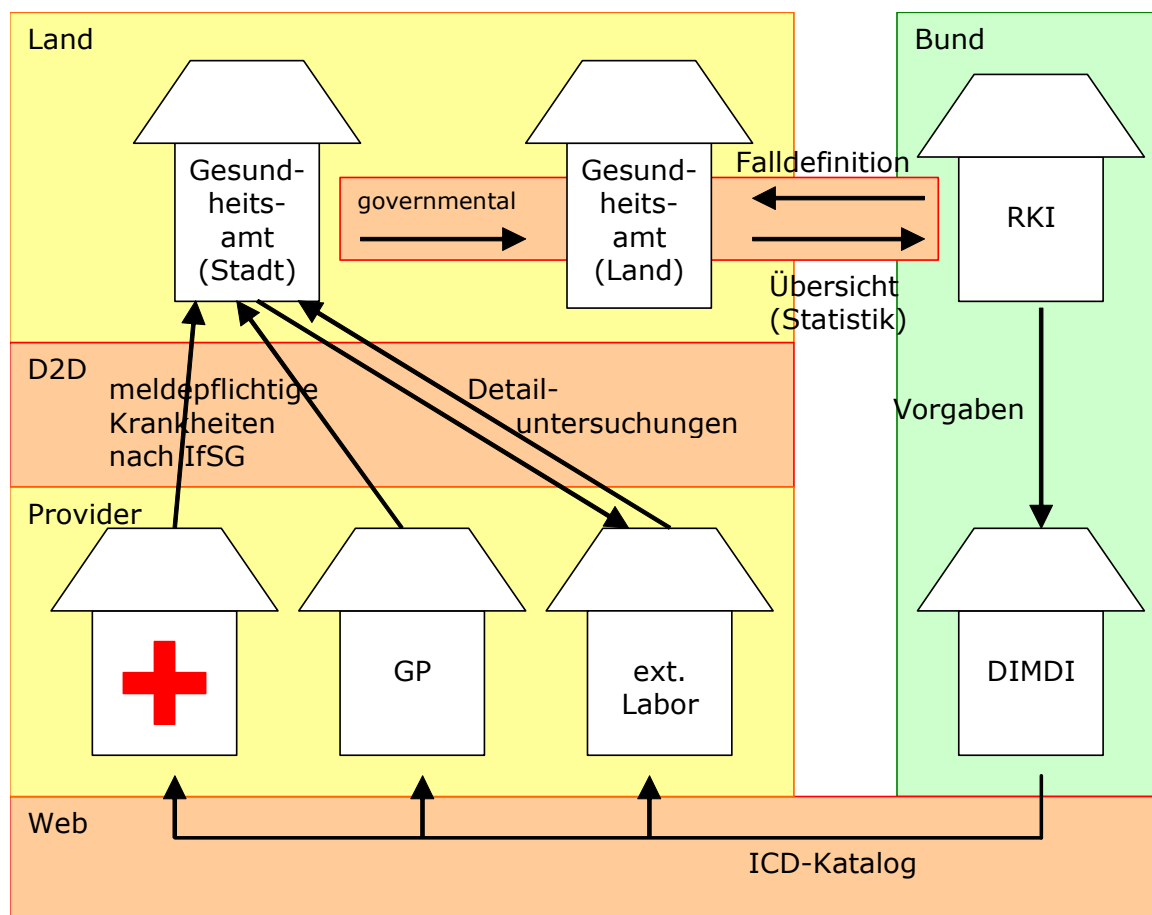 Land
Bund
Gesund-
heits-
amt
(Stadt)
governmental
Gesund-
heits-
amt
(Land)
Falldefinition
Übersicht
(Statistik)
RKI
D2D
meldepflichtige
Krankheiten
nach IfSG
Detail-
untersuchungen
Vorgaben
Provider
GP
ext.
Labor
DIMDI
Web
ICD-Katalog